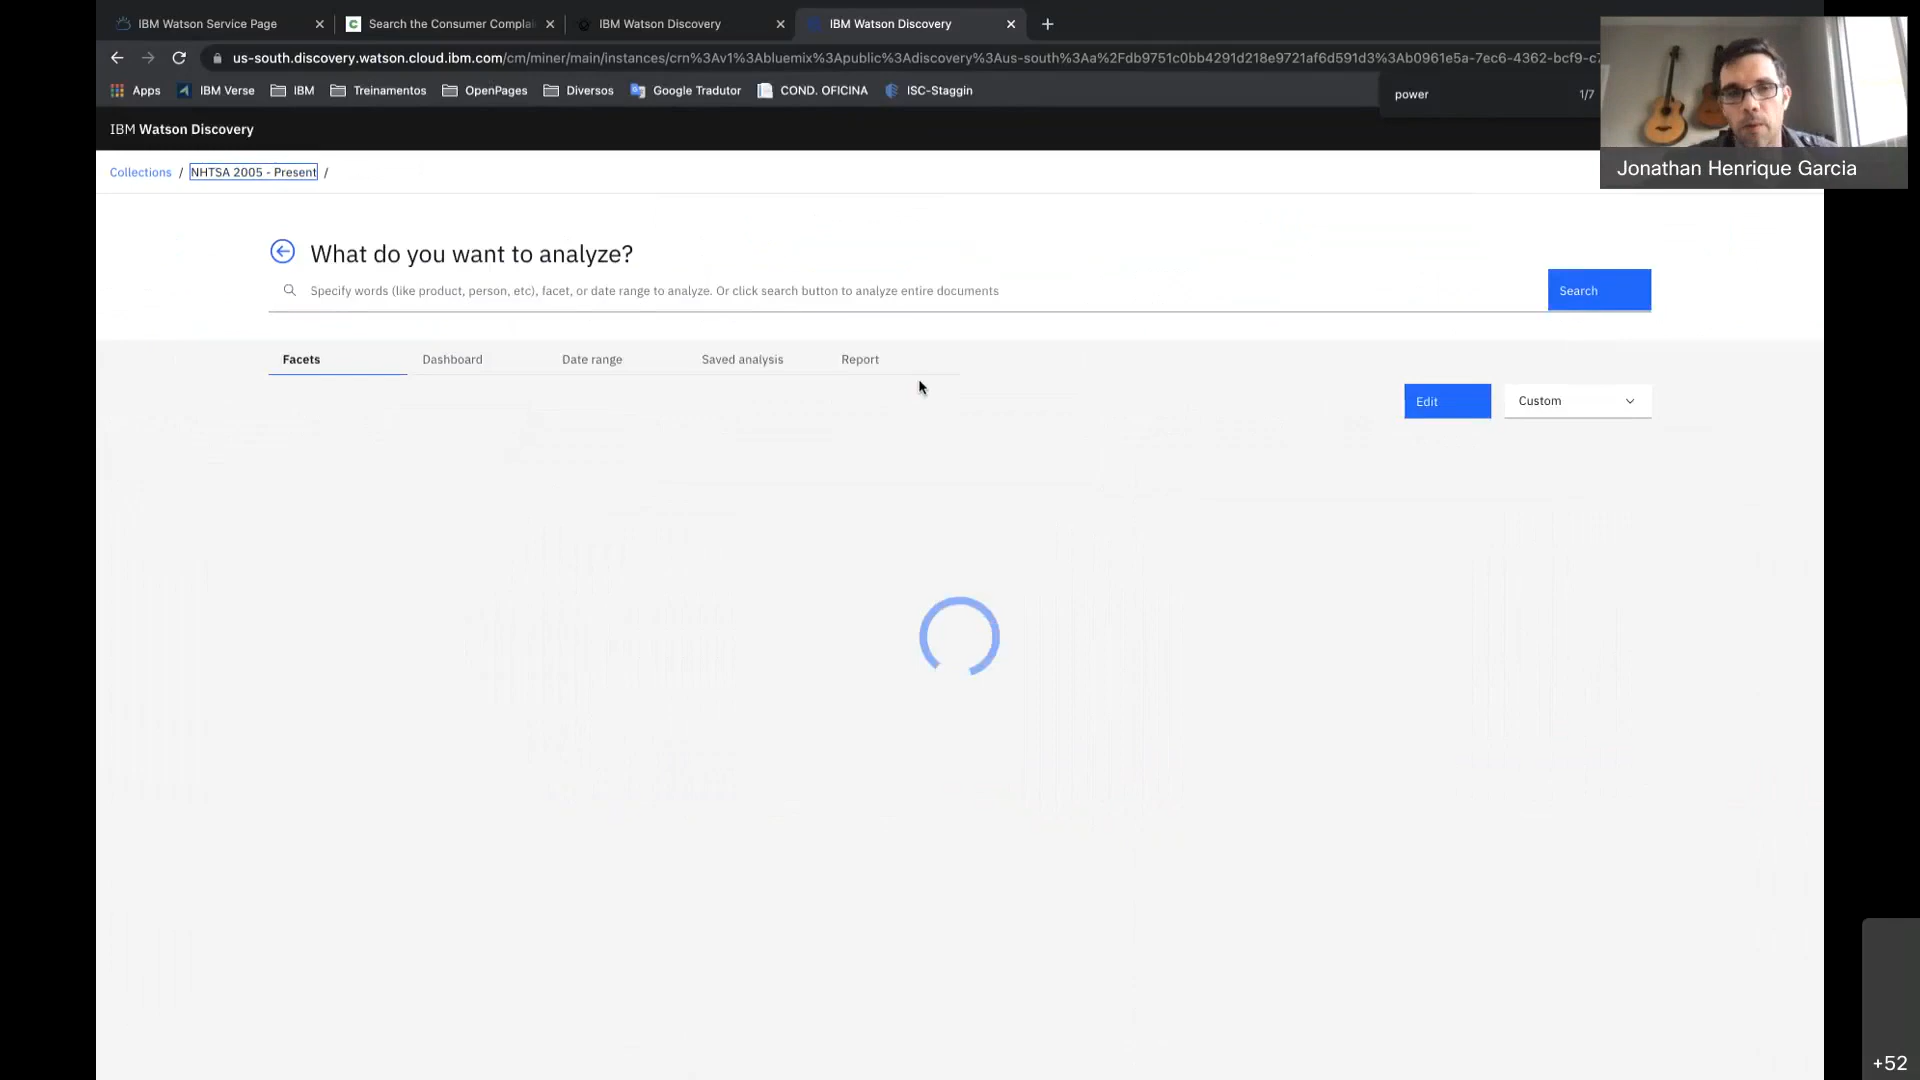 IBM Watson Service Page
Search the Consumer Complai
IBM Watson Discovery
IBM Watson Discovery
us-south.discovery.watson.cloud.ibm.com/cm/miner/main/instances/crn%3Av1%3Abluemix%3Apublic%3Adiscovery%3Aus-south%3Aa%2Fdb9751c0bb4291d218e9721af6d591d3%3Ab0961e5a-7ec6-4362-bcf9-c7
Apps
IBM Verse
IBM
Treinamentos
OpenPages
Diversos
Google Tradutor
COND. OFICINA
ISC-Staggin
power 1/7
IBM Watson Discovery
Jonathan Henrique Garcia
Collections / NHTSA 2005 - Present /
What do you want to analyze?
Specify words (like product, person, etc), facet, or date range to analyze. Or click search button to analyze entire documents
Search
Facets
Dashboard
Date range
Saved analysis
Report
Edit
Custom
+52